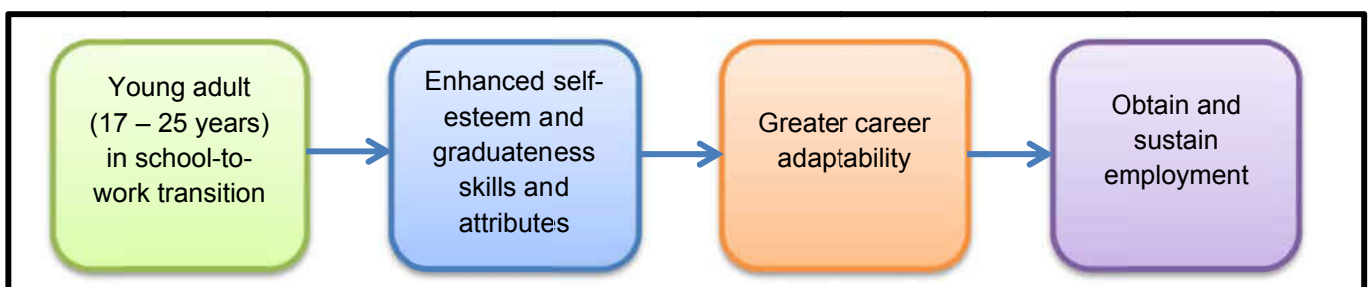 Young adult
(17 – 25 years)
in school-to-
work transition
Enhanced self-
esteem and
graduateness
skills and
attributes
Greater career
adaptability
Obtain and
sustain
employment